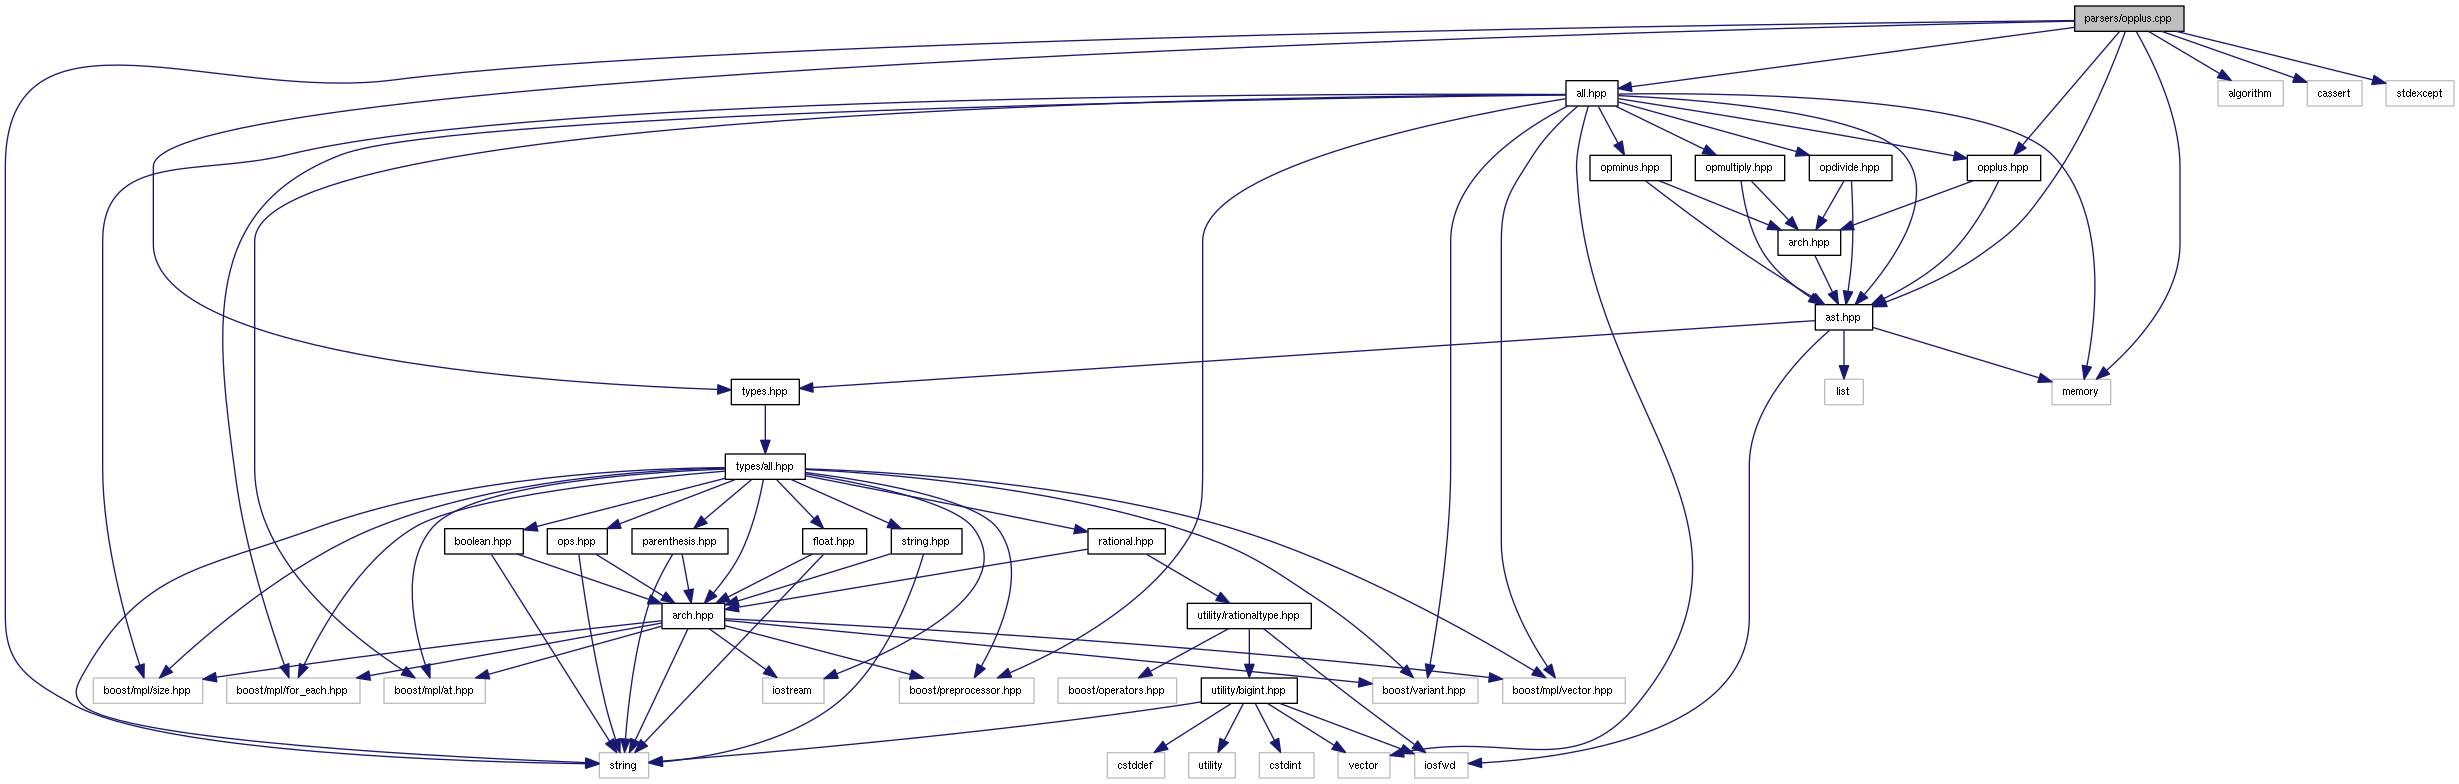 parsers/opplus.cpp
all.hpp
algorithm
cassert
stdexcept
opminus.hpp
opmultiply.hpp
opdivide.hpp
opplus.hpp
arch.hpp
ast.hpp
types.hpp
list
memory
types/all.hpp
boolean.hpp
ops.hpp
parenthesis.hpp
float.hpp
string.hpp
rational.hpp
arch.hpp
utility/rationaltype.hpp
boost/mpl/size.hpp
boost/mpl/for_each.hpp
boost/mpl/at.hpp
iostream
boost/preprocessor.hpp
boost/operators.hpp
utility/bigint.hpp
boost/variant.hpp
boost/mpl/vector.hpp
string
cstddef
utility
cstdint
vector
iosfwd